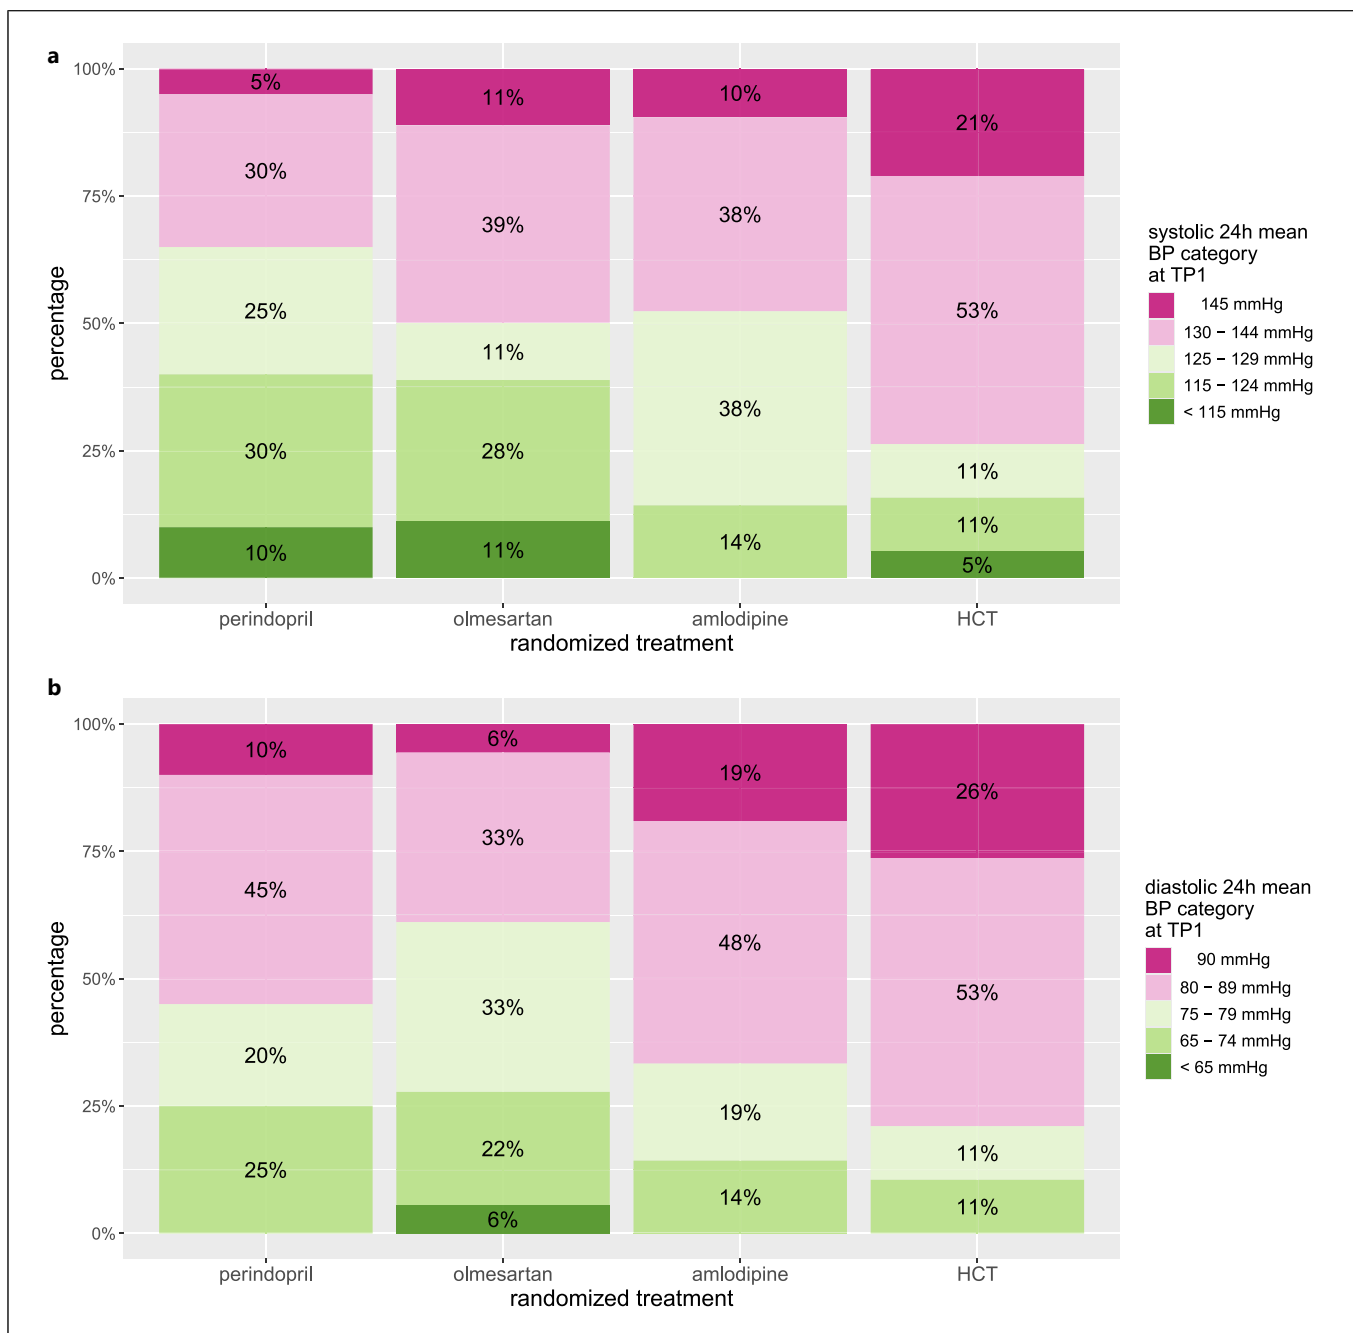 a
100%
75%
50%
25%
0%
percentage
5%
30%
25%
30%
10%
11%
39%
11%
28%
11%
10%
38%
38%
14%
21%
53%
11%
11%
5%
perindopril
olmesartan
amlodipine
HCT
randomized treatment
systolic 24h mean
BP category
at TP1
145 mmHg
130 − 144 mmHg
125 − 129 mmHg
115 − 124 mmHg
< 115 mmHg
b
100%
75%
50%
25%
0%
percentage
10%
45%
20%
25%
6%
33%
33%
22%
6%
19%
48%
19%
14%
26%
53%
11%
11%
perindopril
olmesartan
amlodipine
HCT
randomized treatment
diastolic 24h mean
BP category
at TP1
90 mmHg
80 − 89 mmHg
75 − 79 mmHg
65 − 74 mmHg
< 65 mmHg